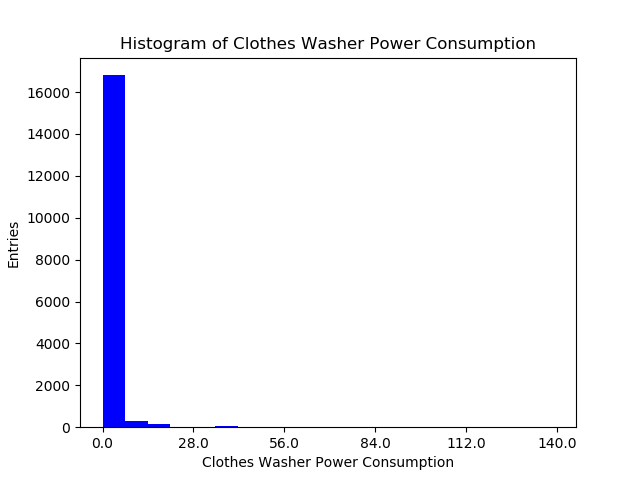 Histogram of Clothes Washer Power Consumption
16000
14000
12000
10000
8000
6000
4000
2000
0
Entries
0.0 28.0 56.0 84.0 112.0 140.0
Clothes Washer Power Consumption